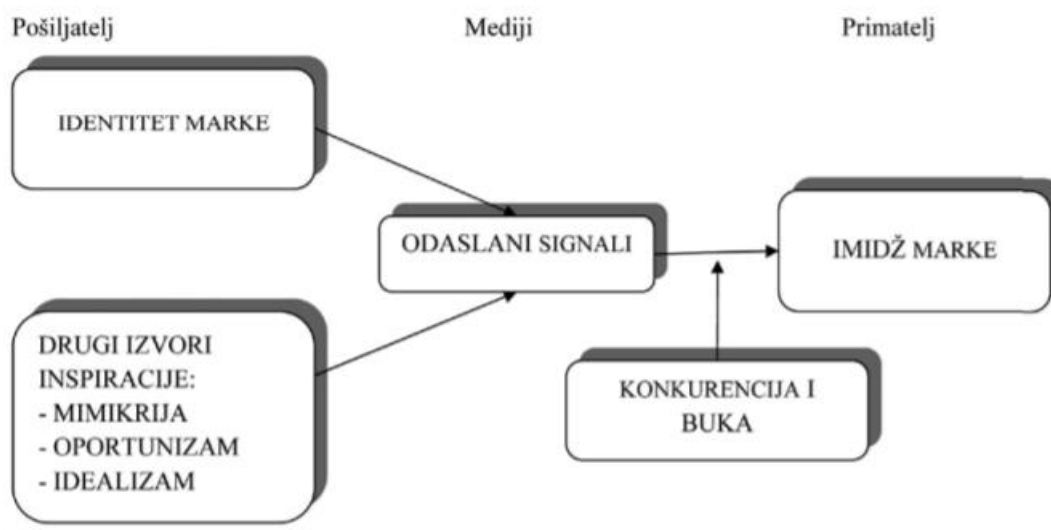 Pošiljatelj
Mediji
Primatelj
IDENTITET MARKE
ODASLANI SIGNALI
IMIDŽ MARKE
DRUGI IZVORI
INSPIRACIJE:
- MIMIKRIJA
- OPORTUNIZAM
- IDEALIZAM
KONKURENCIJA I
BUKA